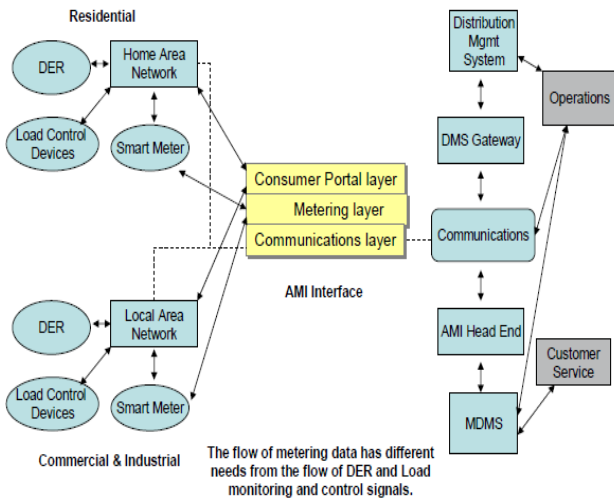 Residential
DER
Home Area
Network
Load Control
Devices
Smart Meter
Consumer Portal layer
Metering layer
Communications layer
AMI Interface
DER
Local Area
Network
Load Control
Devices
Smart Meter
Commercial & Industrial
Distribution
Mgmt
System
Operations
DMS Gateway
Communications
AMI Head End
Customer
Service
MDMS
The flow of metering data has different
needs from the flow of DER and Load
monitoring and control signals.